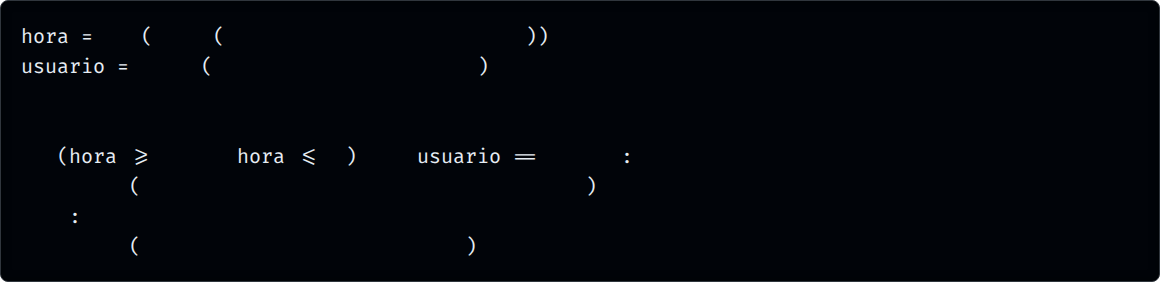 hora = ( ( ))
usuario = ( )
(hora >= hora <= ) usuario == :
( )
:
( )